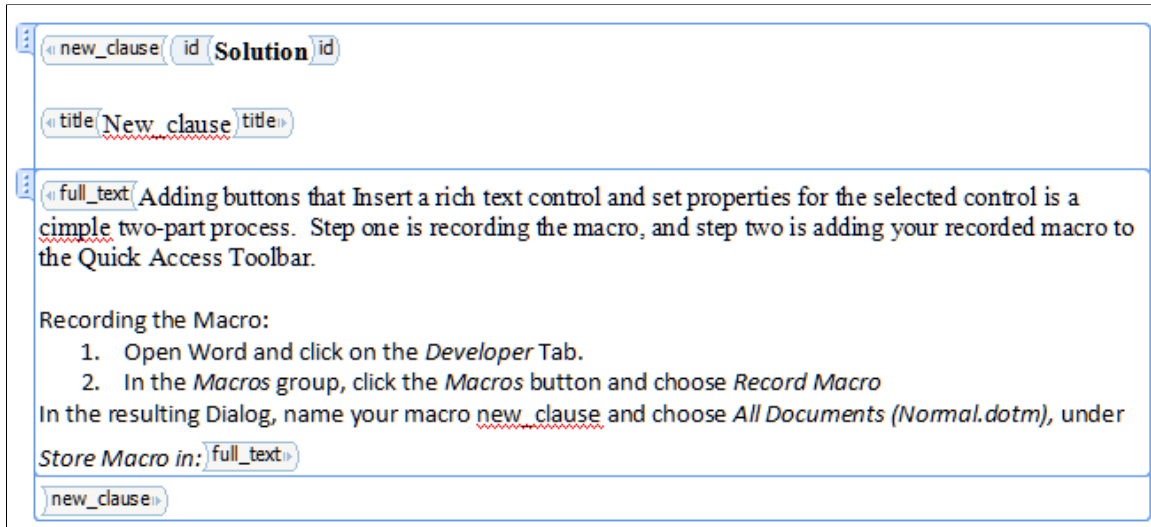 new_clause id Solution id
title New_clause title
full_text Adding buttons that Insert a rich text control and set properties for the selected control is a
cimple two-part process.  Step one is recording the macro, and step two is adding your recorded macro to
the Quick Access Toolbar.
Recording the Macro:
1. Open Word and click on the Developer Tab.
2. In the Macros group, click the Macros button and choose Record Macro
In the resulting Dialog, name your macro new_clause and choose All Documents (Normal.dotm), under
Store Macro in: full_text
new_clause